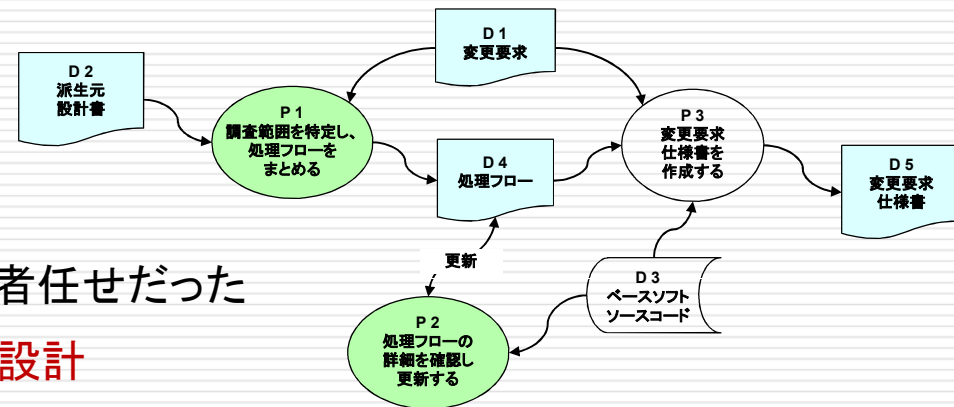 D 1
変更要求
D 2
派生元
設計書
P 1
調査範囲を特定し、
処理フローを
まとめる
P 3
変更要求
仕様書を
作成する
D 4
処理フロー
D 5
変更要求
仕様書
更新
者任せだった
D 3
ベースソフト
ソースコード
P 2
処理フローの
詳細を確認し
更新する
設計